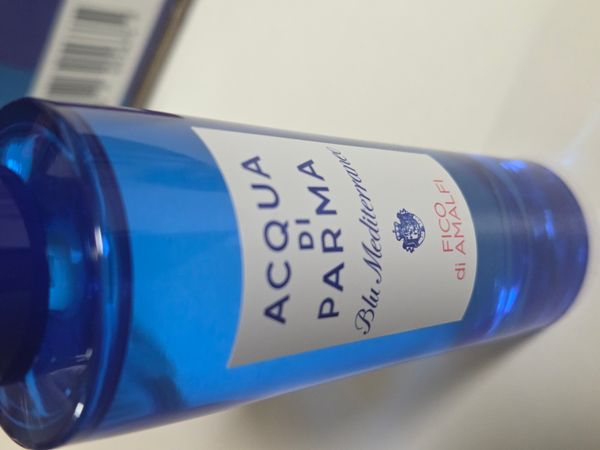 ACQUA
DI
PARMA
Blu Mediterraneo
FICO
di AMALFI